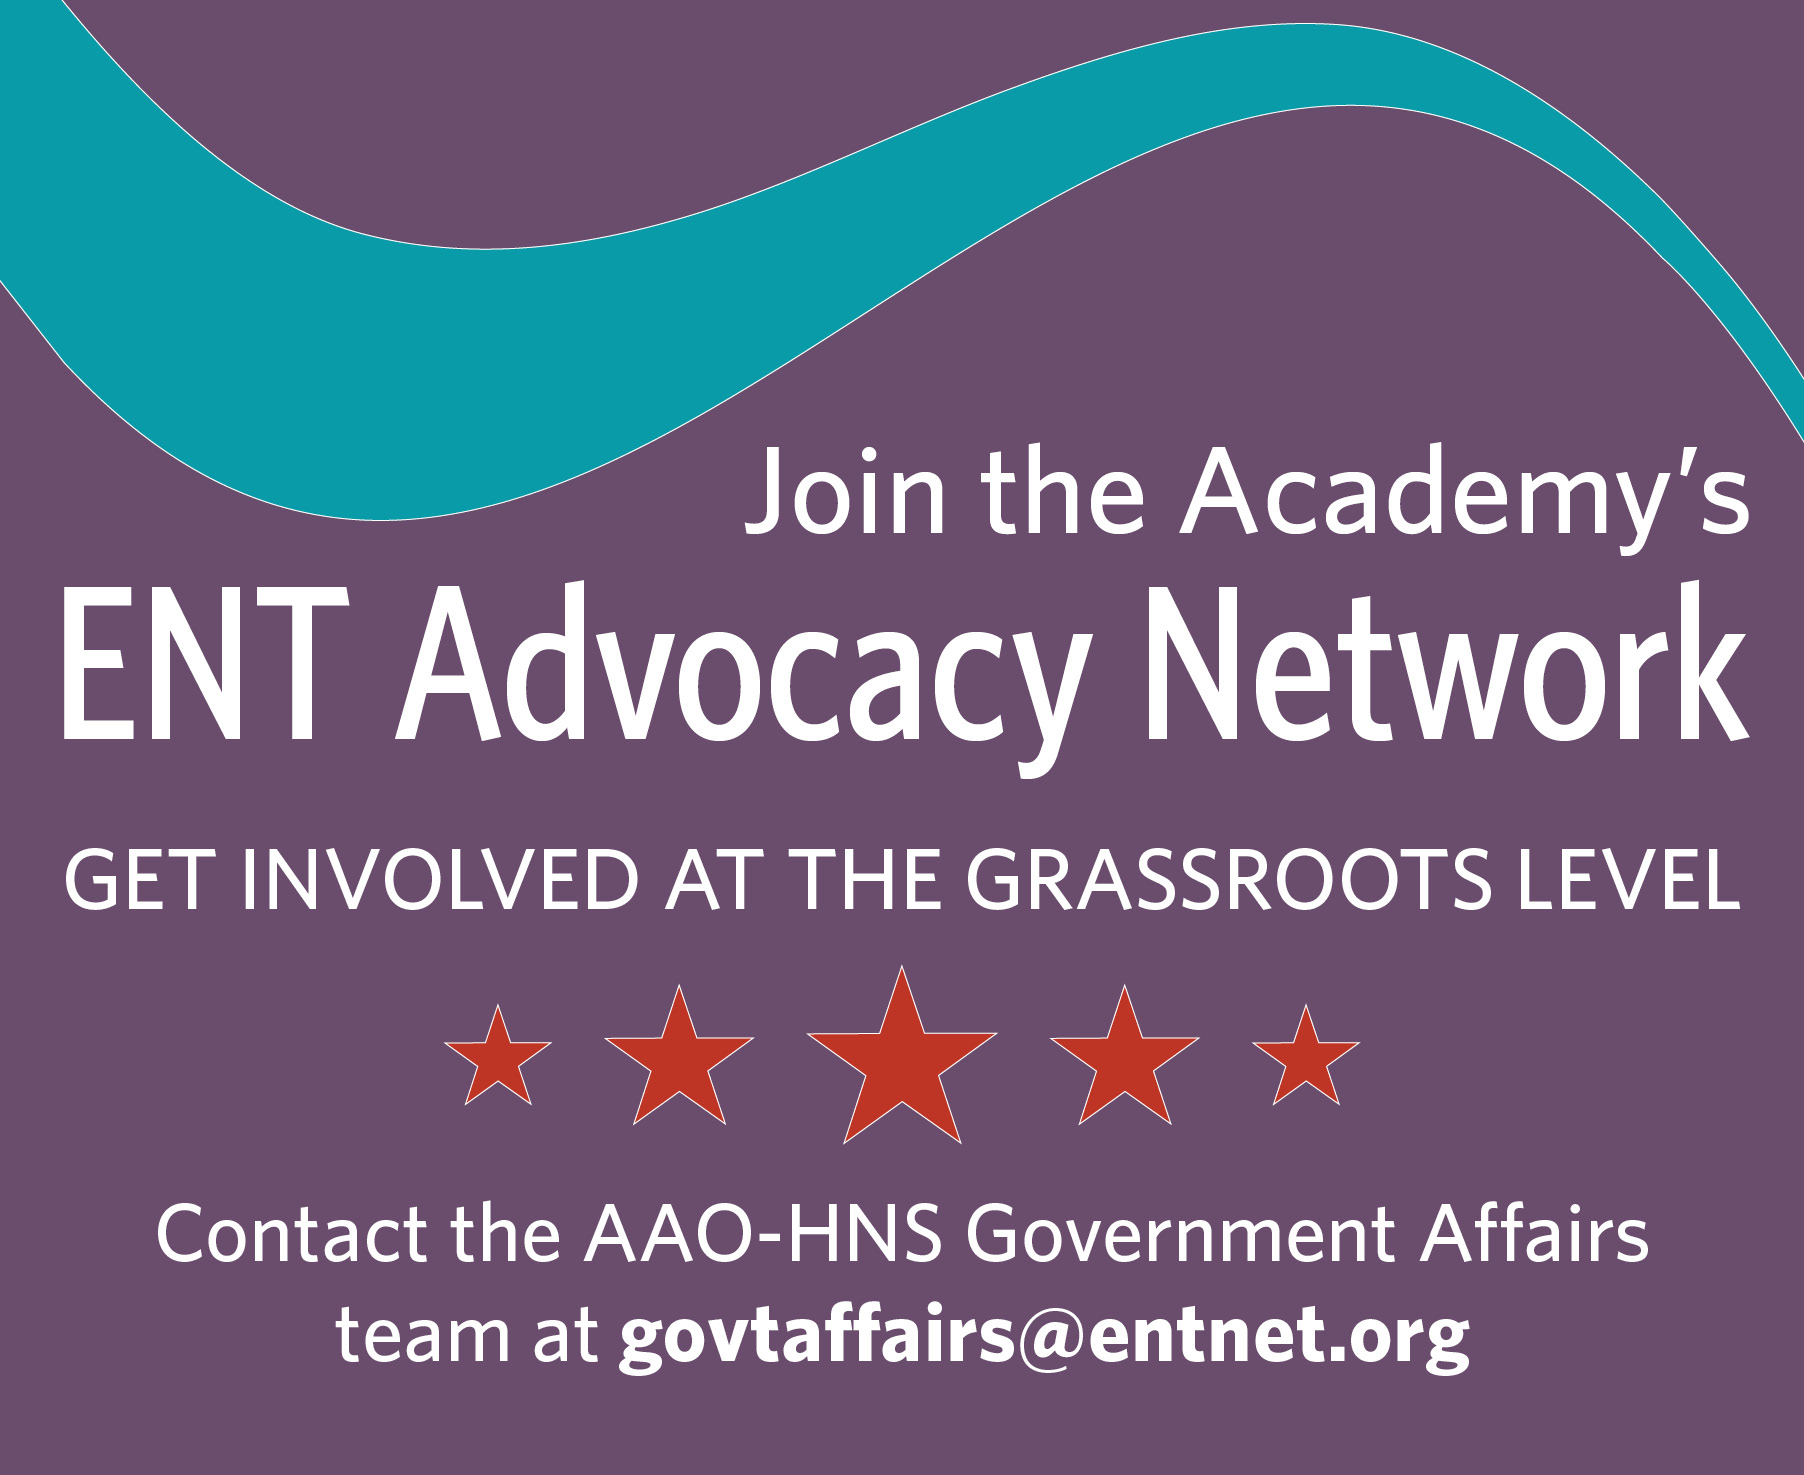 Join the Academy’s
ENT Advocacy Network
GET INVOLVED AT THE GRASSROOTS LEVEL
Contact the AAO-HNS Government Affairs
team at govtaffairs@entnet.org